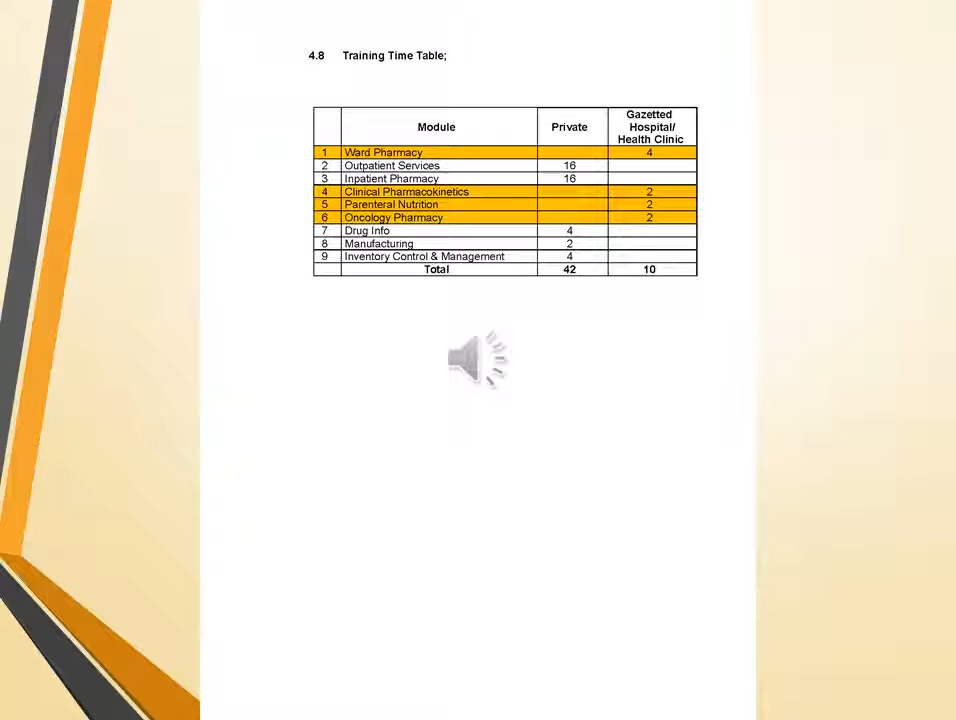 4.8 Training Time Table;
Module Private Gazetted Hospital/ Health Clinic
1 Ward Pharmacy 4
2 Outpatient Services 16
3 Inpatient Pharmacy 16
4 Clinical Pharmacokinetics 2
5 Parenteral Nutrition 2
6 Oncology Pharmacy 2
7 Drug Info 4
8 Manufacturing 2
9 Inventory Control & Management 4
Total 42 10